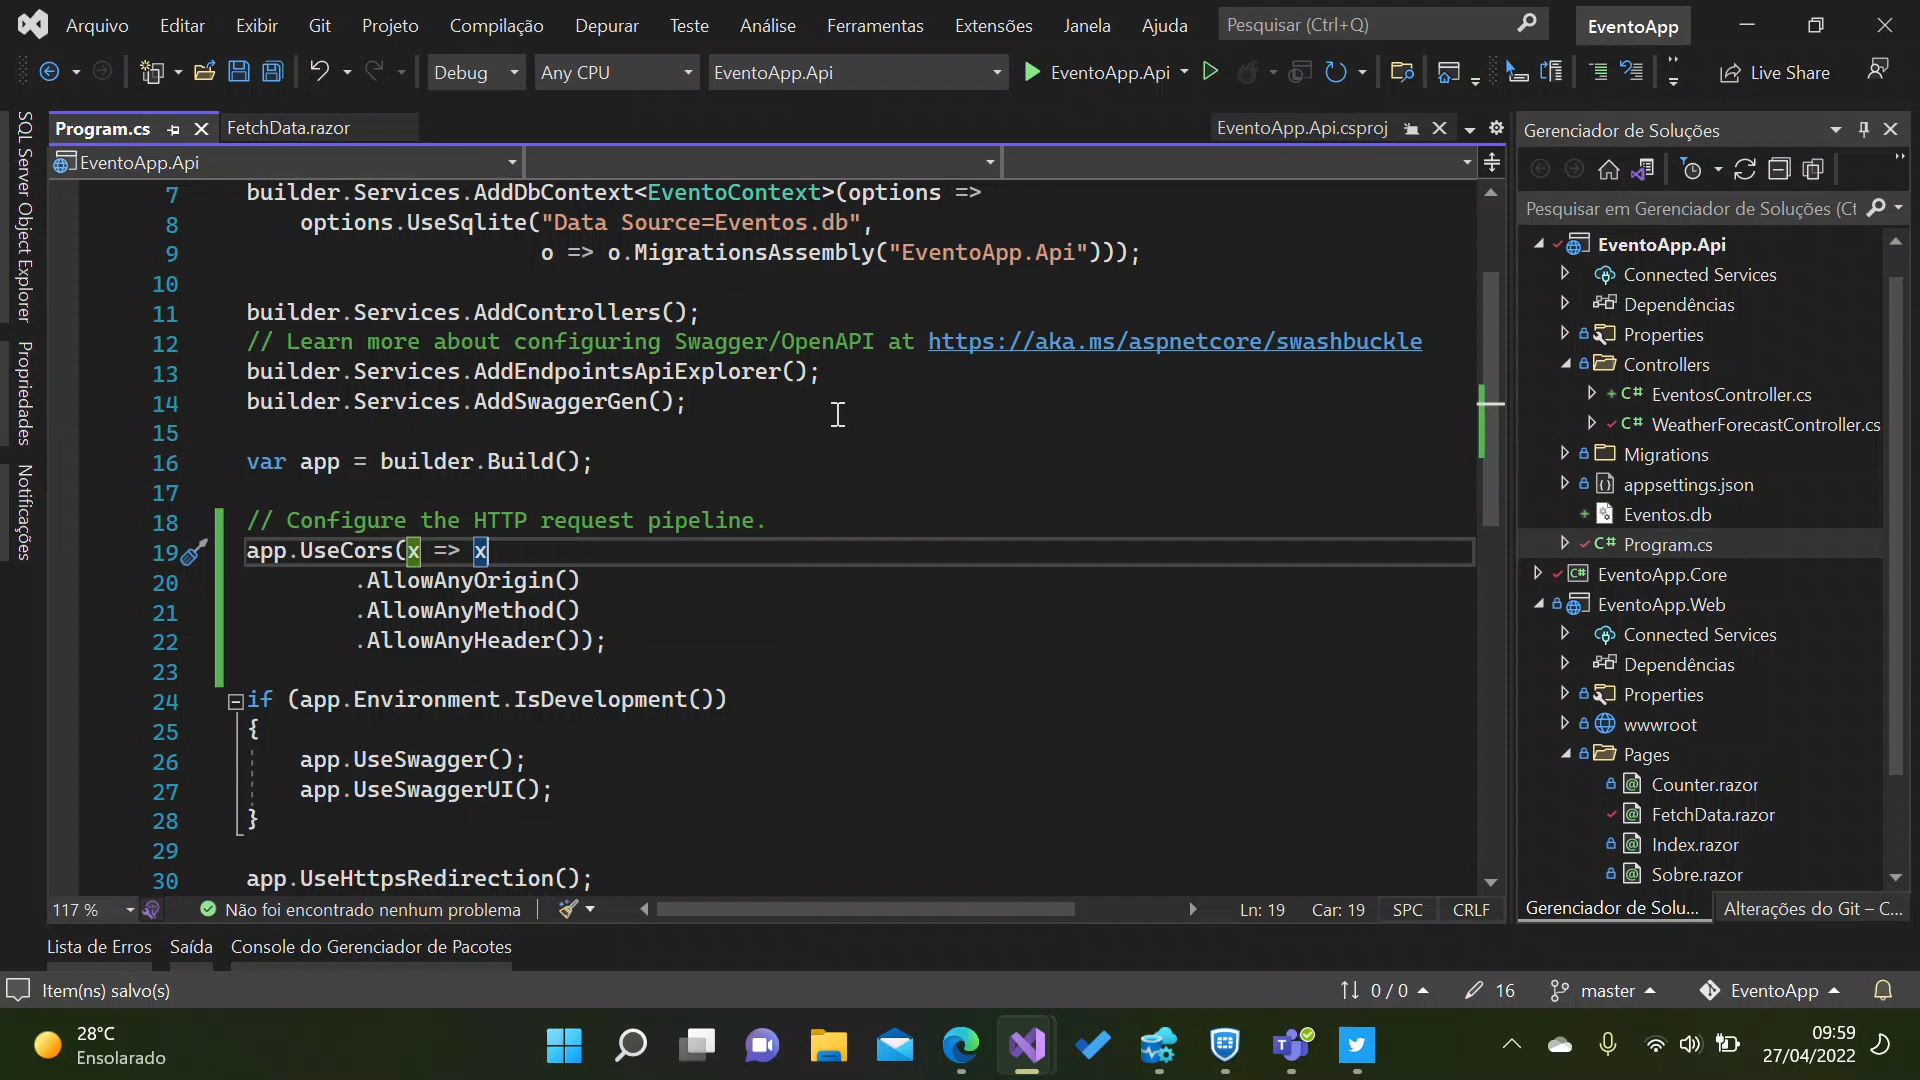 Arquivo Editar Exibir Git Projeto Compilação Depurar Teste Análise Ferramentas Extensões Janela Ajuda Pesquisar (Ctrl+Q) EventoApp
Debug Any CPU EventoApp.Api EventoApp.Api Live Share
SQL Server Object Explorer
Propriedades
Notificações
Program.cs FetchData.razor EventoApp.Api.csproj
EventoApp.Api
7 builder.Services.AddDbContext<EventoContext>(options =>
8 options.UseSqlite("Data Source=Eventos.db",
9 o => o.MigrationsAssembly("EventoApp.Api")));
10
11 builder.Services.AddControllers();
12 // Learn more about configuring Swagger/OpenAPI at https://aka.ms/aspnetcore/swashbuckle
13 builder.Services.AddEndpointsApiExplorer();
14 builder.Services.AddSwaggerGen();
15
16 var app = builder.Build();
17
18 // Configure the HTTP request pipeline.
19 app.UseCors(x => x
20 .AllowAnyOrigin()
21 .AllowAnyMethod()
22 .AllowAnyHeader());
23
24 if (app.Environment.IsDevelopment())
25 {
26 app.UseSwagger();
27 app.UseSwaggerUI();
28 }
29
30 app.UseHttpsRedirection();
117 % Não foi encontrado nenhum problema Ln: 19 Car: 19 SPC CRLF
Gerenciador de Soluções
Pesquisar em Gerenciador de Soluções (Ct
EventoApp.Api
Connected Services
Dependências
Properties
Controllers
EventosController.cs
WeatherForecastController.cs
Migrations
appsettings.json
Eventos.db
Program.cs
EventoApp.Core
EventoApp.Web
Connected Services
Dependências
Properties
wwwroot
Pages
Counter.razor
FetchData.razor
Index.razor
Sobre.razor
Gerenciador de Solu... Alterações do Git – C...
Lista de Erros Saída Console do Gerenciador de Pacotes
Item(ns) salvo(s) 0 / 0 16 master EventoApp
28°C
Ensolarado
09:59
27/04/2022